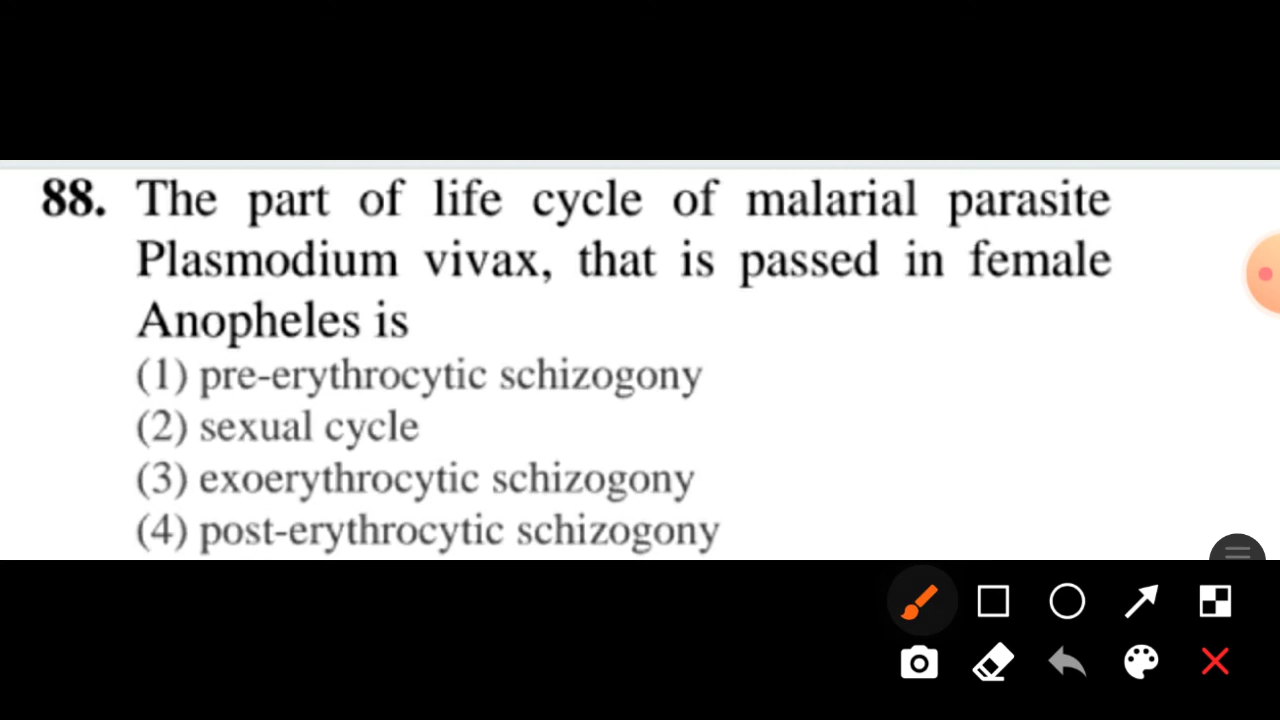 88. The part of life cycle of malarial parasite
Plasmodium vivax, that is passed in female
Anopheles is
(1) pre-erythrocytic schizogony
(2) sexual cycle
(3) exoerythrocytic schizogony
(4) post-erythrocytic schizogony